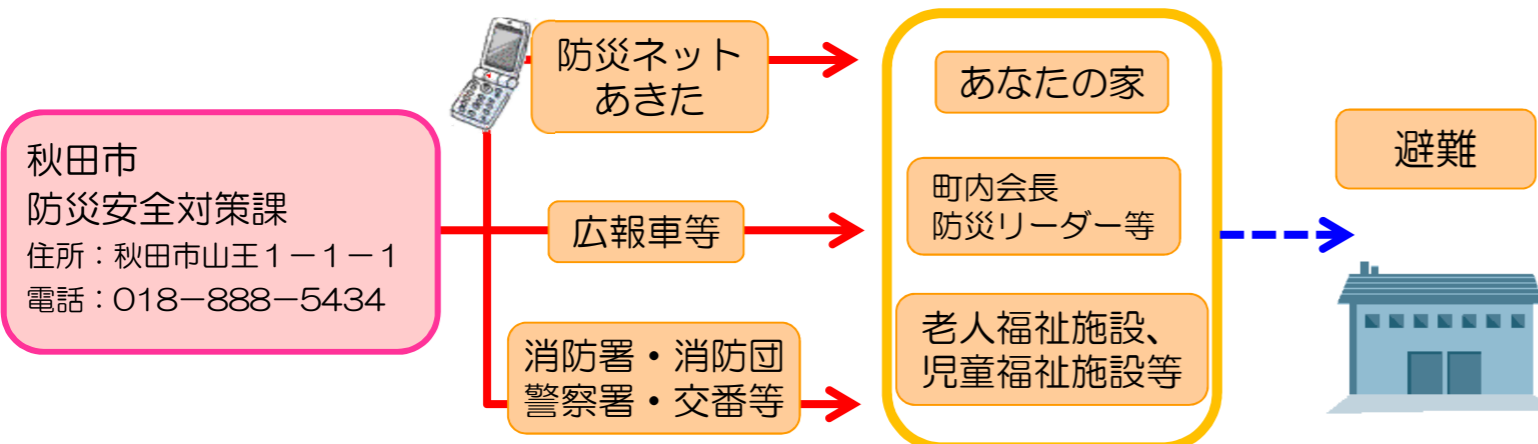 防災ネット
あきた
秋田市
防災安全対策課
住所：秋田市山王１－１－１
電話：018－888－5434
広報車等
消防署・消防団
警察署・交番等
あなたの家
町内会長
防災リーダー等
老人福祉施設、
児童福祉施設等
避難